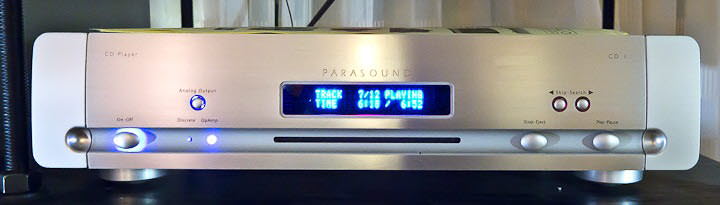 CD Player
PARASOUND
CD
Analog Output
TRACK 7/12 PLAYING
TIME 6:10 / 6:52
Skip-Search
On-Off
Discrete OpAmp
Stop-Eject
Play-Pause